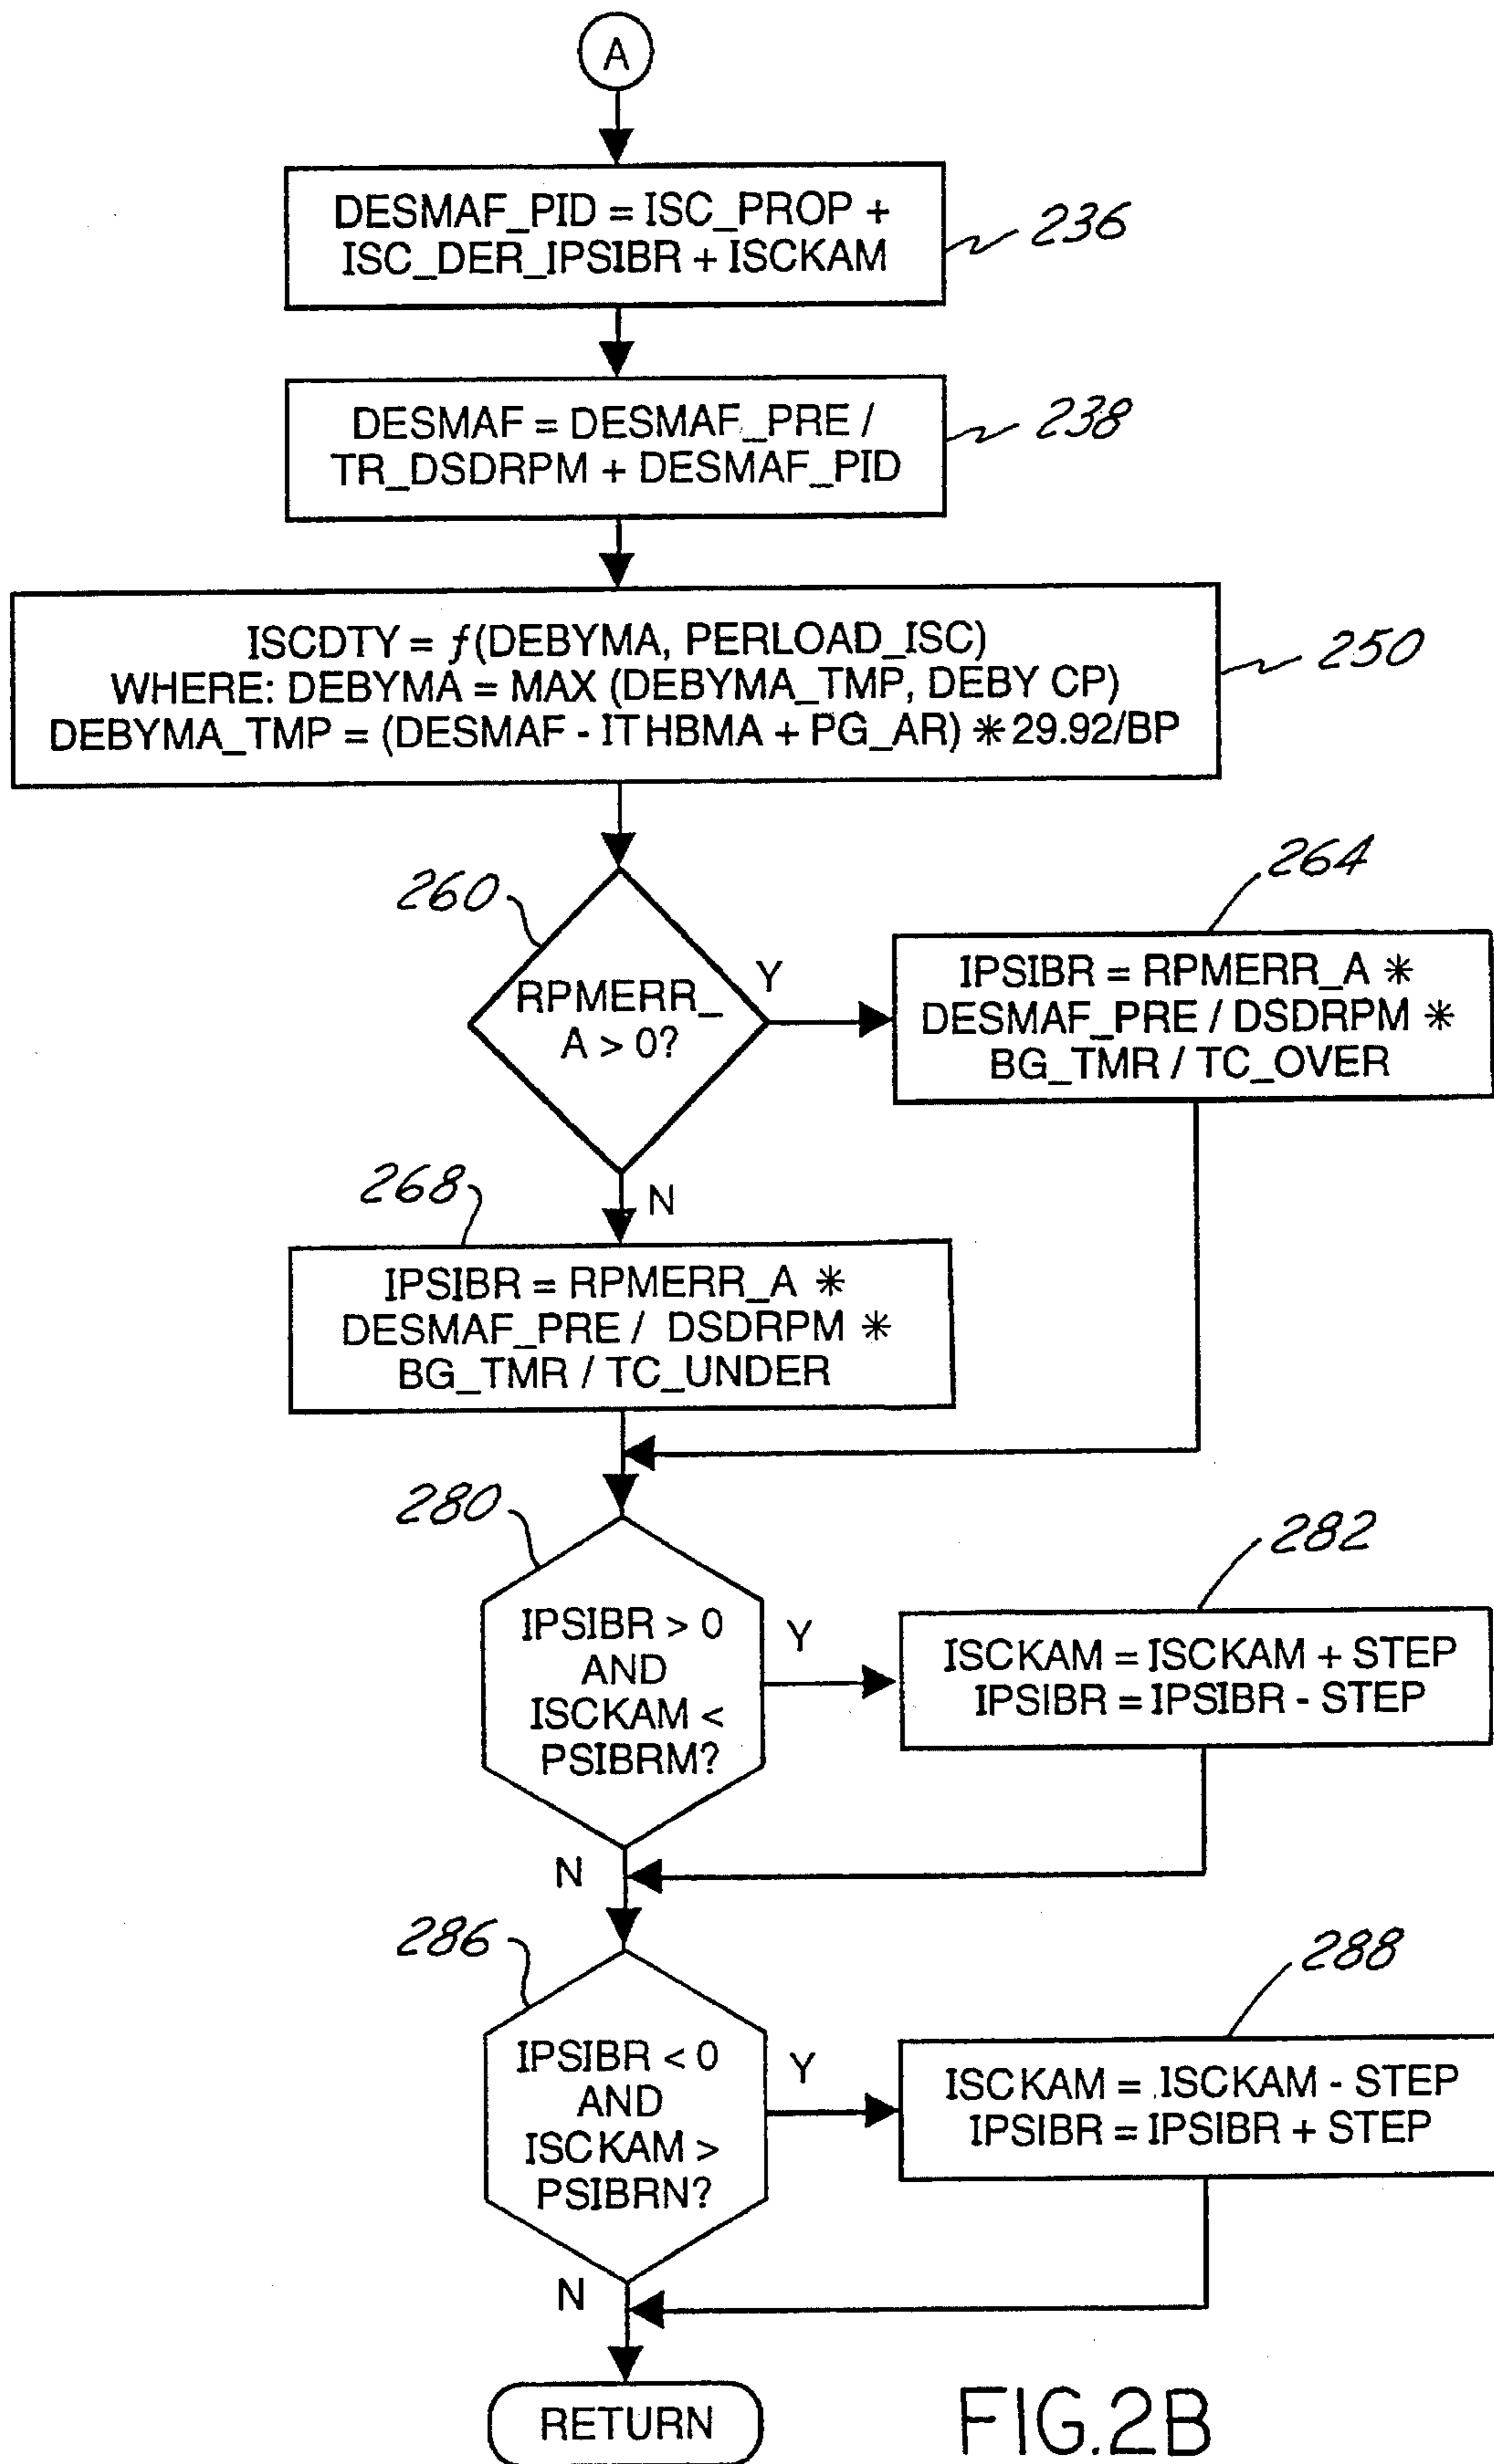 A
DESMAF_PID = ISC_PROP +
ISC_DER_IPSIBR + ISCKAM
236
DESMAF = DESMAF_PRE /
TR_DSDRPM + DESMAF_PID
238
ISCDTY = f(DEBYMA, PERLOAD_ISC)
WHERE: DEBYMA = MAX (DEBYMA_TMP, DEBY CP)
DEBYMA_TMP = (DESMAF - ITHBMA + PG_AR) * 29.92/BP
250
260
RPMERR_
A > 0?
Y
N
264
IPSIBR = RPMERR_A *
DESMAF_PRE / DSDRPM *
BG_TMR / TC_OVER
268
IPSIBR = RPMERR_A *
DESMAF_PRE / DSDRPM *
BG_TMR / TC_UNDER
280
IPSIBR > 0
AND
ISCKAM <
PSIBRM?
Y
N
282
ISCKAM = ISCKAM + STEP
IPSIBR = IPSIBR - STEP
286
IPSIBR < 0
AND
ISCKAM >
PSIBRN?
Y
N
288
ISCKAM = ISCKAM - STEP
IPSIBR = IPSIBR + STEP
RETURN
FIG.2B